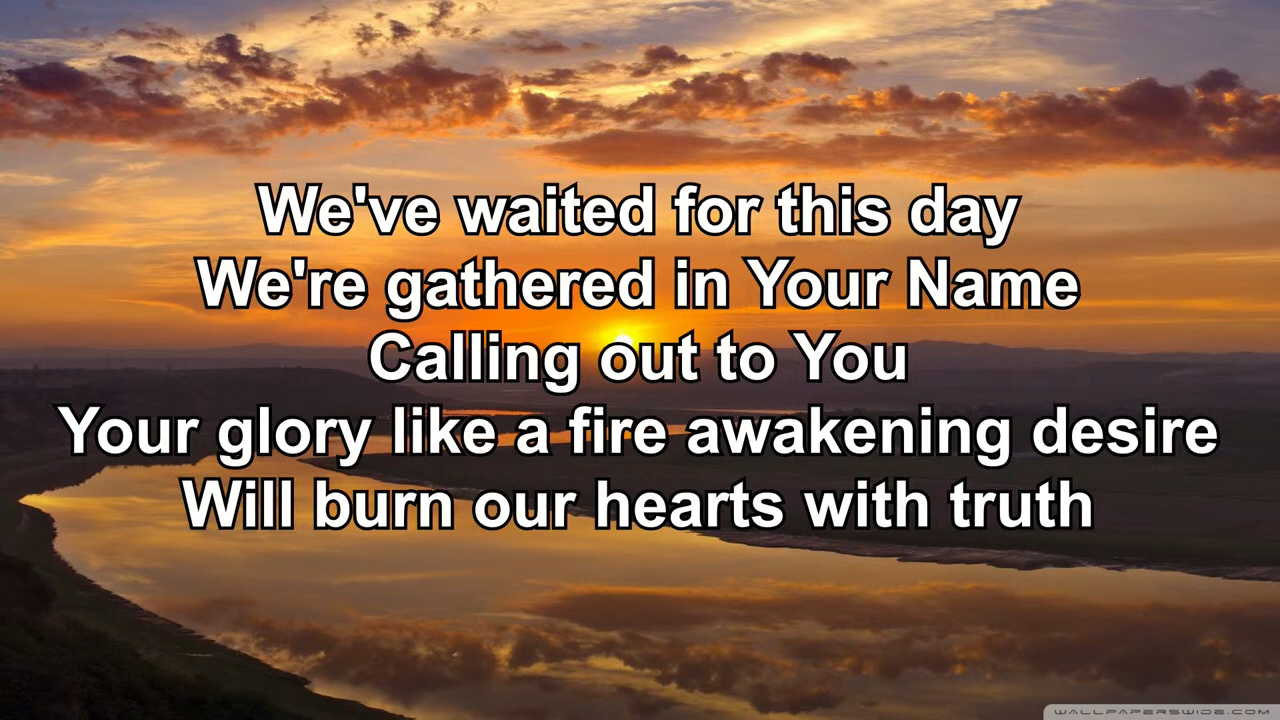 We've waited for this day
We're gathered in Your Name
Calling out to You
Your glory like a fire awakening desire
Will burn our hearts with truth
WALLPAPERSWIDE.COM